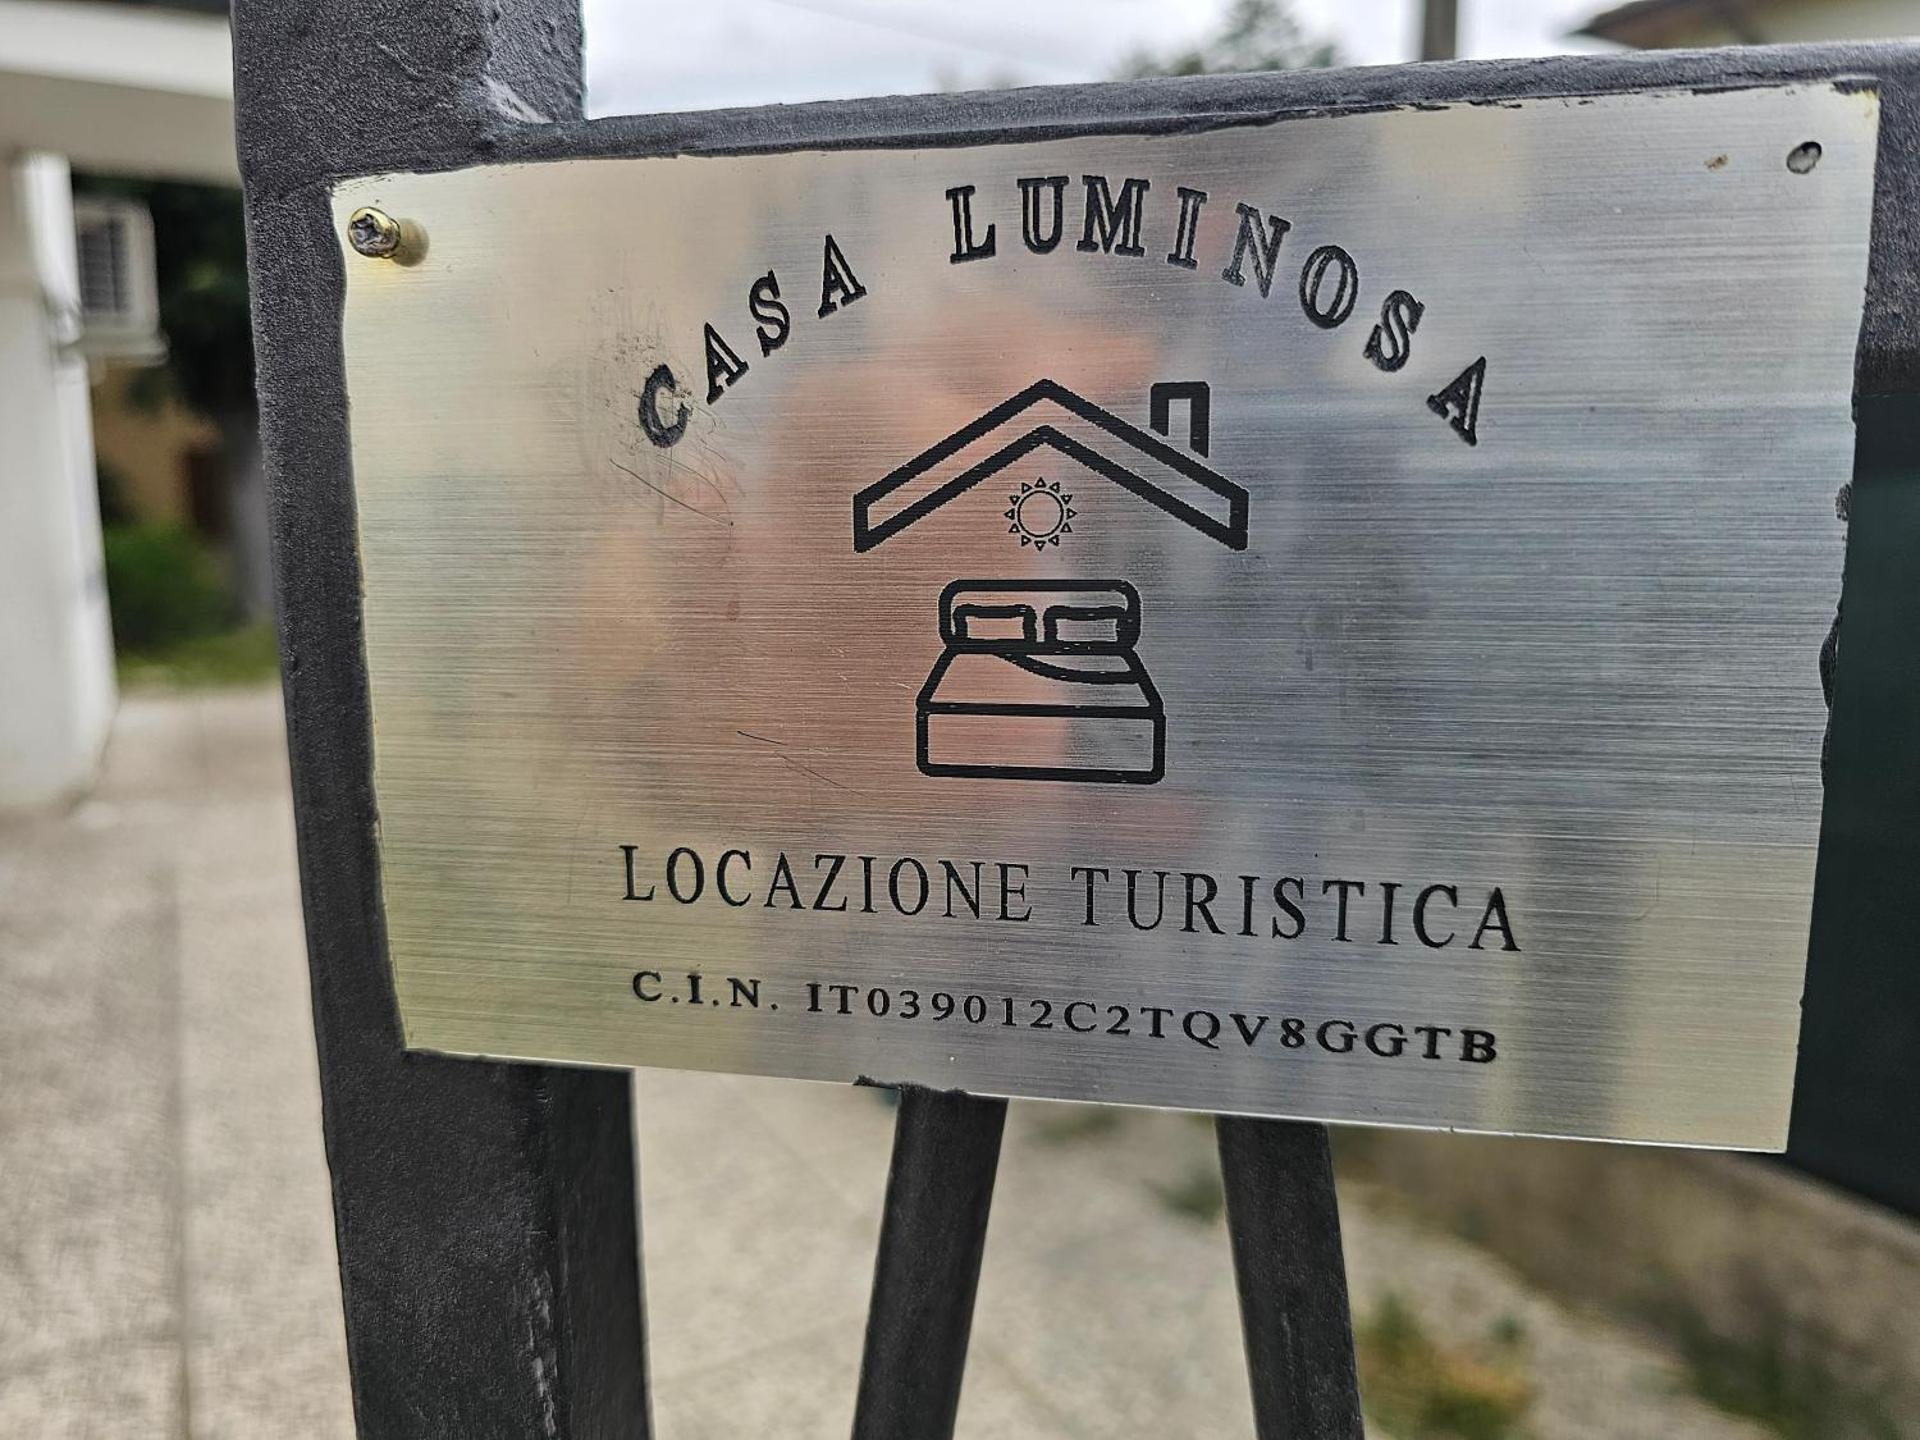 CASA LUMINOSA
LOCAZIONE TURISTICA
C.I.N. IT039012C2TQV8GGTB